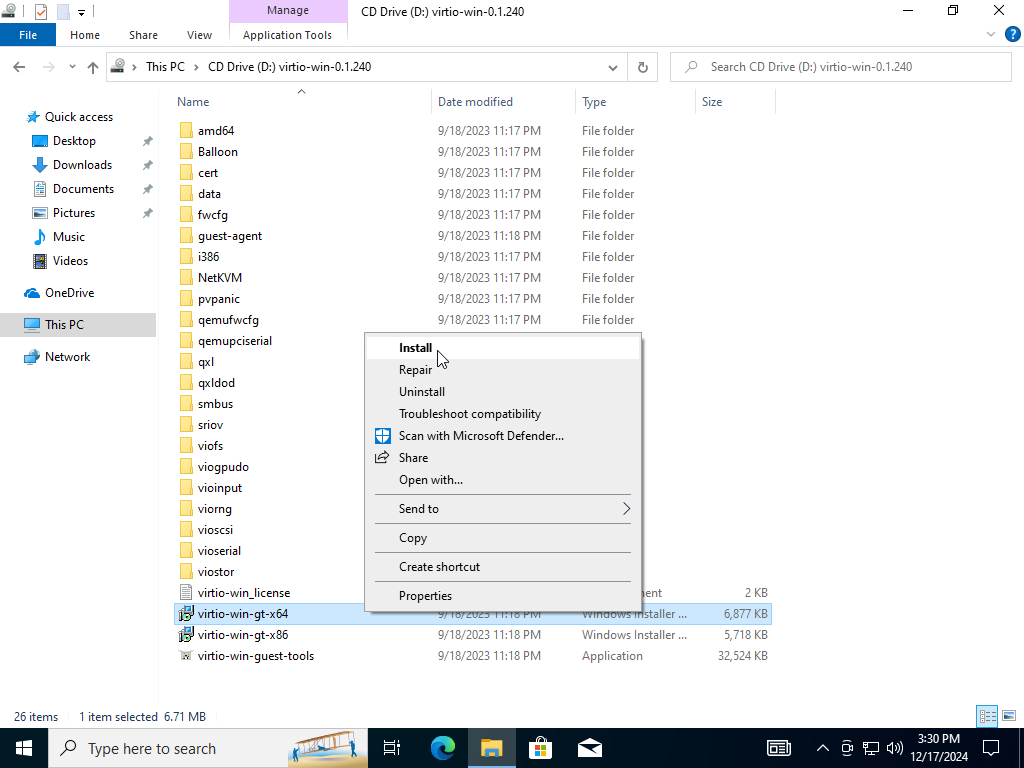 Manage
CD Drive (D:) virtio-win-0.1.240
File
Home
Share
View
Application Tools
This PC
CD Drive (D:) virtio-win-0.1.240
Search CD Drive (D:) virtio-win-0.1.240
Name
Date modified
Type
Size
Quick access
Desktop
Downloads
Documents
Pictures
Music
Videos
OneDrive
This PC
Network
amd64 9/18/2023 11:17 PM File folder
Balloon 9/18/2023 11:17 PM File folder
cert 9/18/2023 11:17 PM File folder
data 9/18/2023 11:17 PM File folder
fwcfg 9/18/2023 11:17 PM File folder
guest-agent 9/18/2023 11:18 PM File folder
i386 9/18/2023 11:17 PM File folder
NetKVM 9/18/2023 11:17 PM File folder
pvpanic 9/18/2023 11:17 PM File folder
qemufwcfg 9/18/2023 11:17 PM File folder
qemupciserial
qxl
qxldod
smbus
sriov
viofs
viogpudo
vioinput
viorng
vioscsi
vioserial
viostor
virtio-win_license 2 KB
virtio-win-gt-x64 9/18/2023 11:18 PM Windows Installer ... 6,877 KB
virtio-win-gt-x86 9/18/2023 11:18 PM Windows Installer ... 5,718 KB
virtio-win-guest-tools 9/18/2023 11:18 PM Application 32,524 KB
Install
Repair
Uninstall
Troubleshoot compatibility
Scan with Microsoft Defender...
Share
Open with...
Send to
Copy
Create shortcut
Properties
26 items
1 item selected 6.71 MB
Type here to search
3:30 PM
12/17/2024